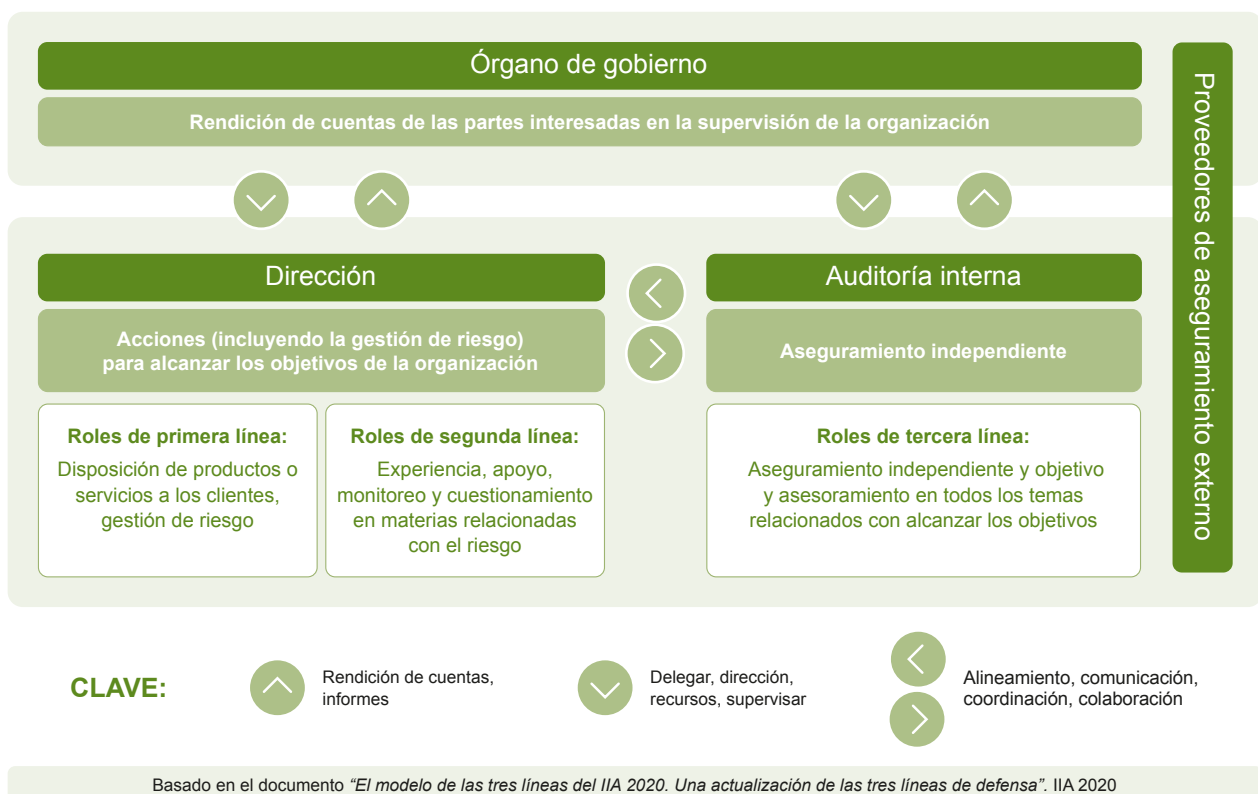 Órgano de gobierno
Rendición de cuentas de las partes interesadas en la supervisión de la organización
Proveedores de aseguramiento externo
Dirección
Acciones (incluyendo la gestión de riesgo)
para alcanzar los objetivos de la organización
Roles de primera línea:
Disposición de productos o
servicios a los clientes,
gestión de riesgo
Roles de segunda línea:
Experiencia, apoyo,
monitoreo y cuestionamiento
en materias relacionadas
con el riesgo
Auditoría interna
Aseguramiento independiente
Roles de tercera línea:
Aseguramiento independiente y objetivo
y asesoramiento en todos los temas
relacionados con alcanzar los objetivos
CLAVE:
Rendición de cuentas,
informes
Delegar, dirección,
recursos, supervisar
Alineamiento, comunicación,
coordinación, colaboración
Basado en el documento “El modelo de las tres líneas del IIA 2020. Una actualización de las tres líneas de defensa”. IIA 2020